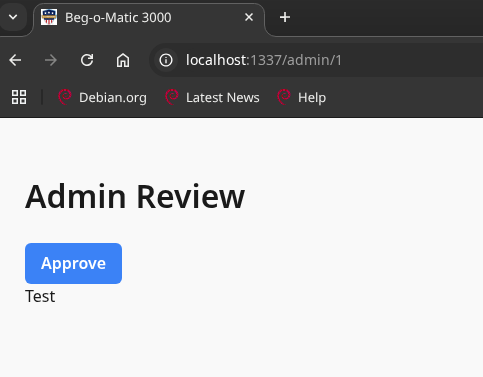 Beg-o-Matic 3000
localhost:1337/admin/1
Debian.org Latest News Help
Admin Review
Approve
Test